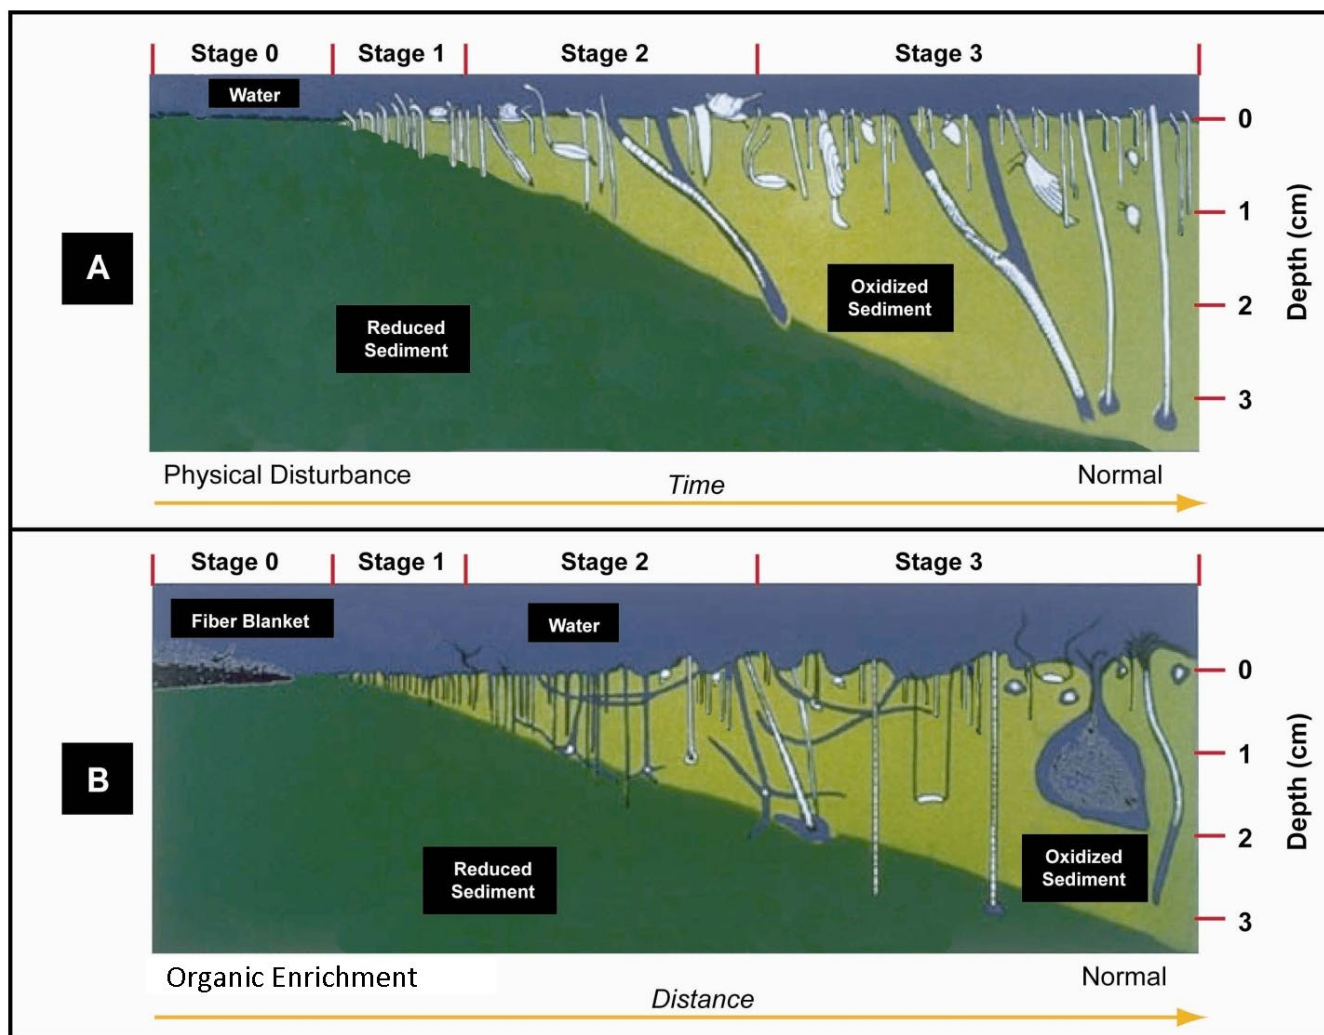 Stage 0
Stage 1
Stage 2
Stage 3
Water
0
1
2
3
Depth (cm)
A
Oxidized
Sediment
Reduced
Sediment
Physical Disturbance
Time
Normal
Stage 0
Stage 1
Stage 2
Stage 3
Fiber Blanket
Water
0
1
2
3
Depth (cm)
B
Reduced
Sediment
Oxidized
Sediment
Organic Enrichment
Distance
Normal